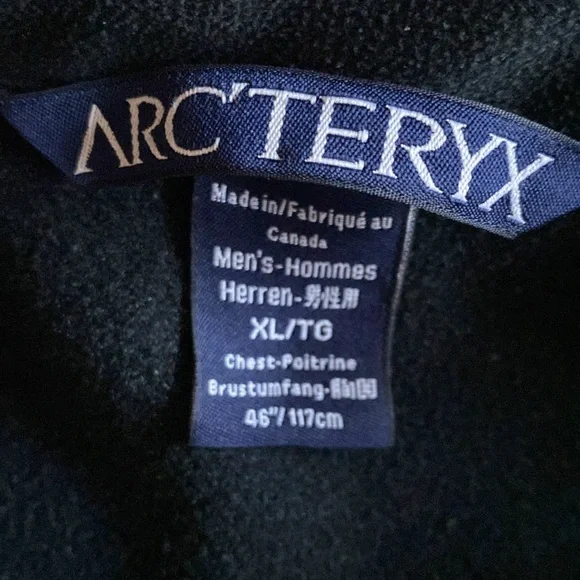 ARC'TERYX
Made in/Fabriqué au
Canada
Men's-Hommes
Herren-男性用
XL/TG
Chest-Poitrine
Brustumfang-
46"/117cm